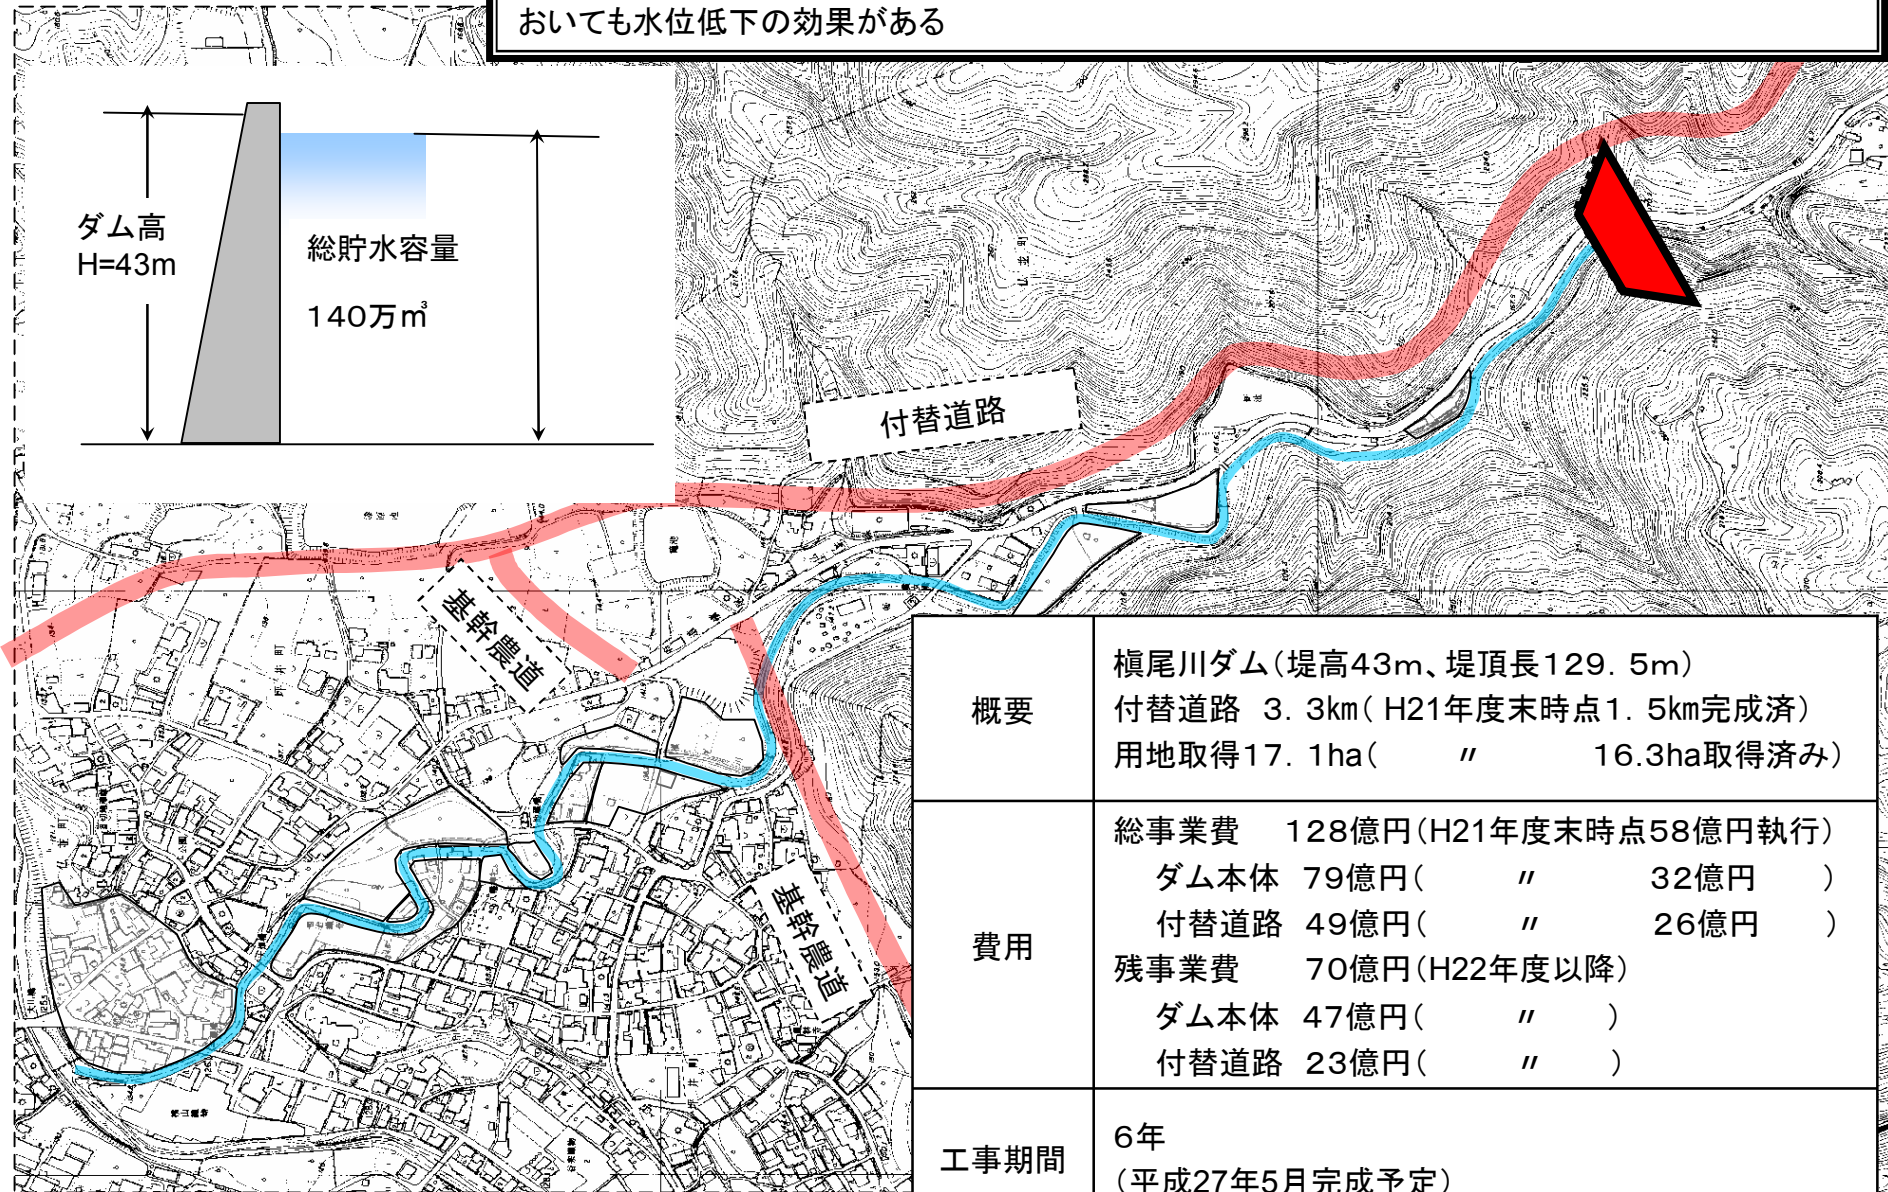 おいても水位低下の効果がある
ダム高
H=43m
総貯水容量
140万㎥
付替道路
基幹農道
基幹農道
概要
槇尾川ダム(堤高43m、堤頂長129.5m)
付替道路 3.3km(H21年度末時点1.5km完成済)
用地取得17.1ha( 〃 16.3ha取得済み)
費用
総事業費 128億円(H21年度末時点58億円執行)
ダム本体 79億円( 〃 32億円 )
付替道路 49億円( 〃 26億円 )
残事業費 70億円(H22年度以降)
ダム本体 47億円( 〃 )
付替道路 23億円( 〃 )
工事期間
6年
(平成27年5月完成予定)